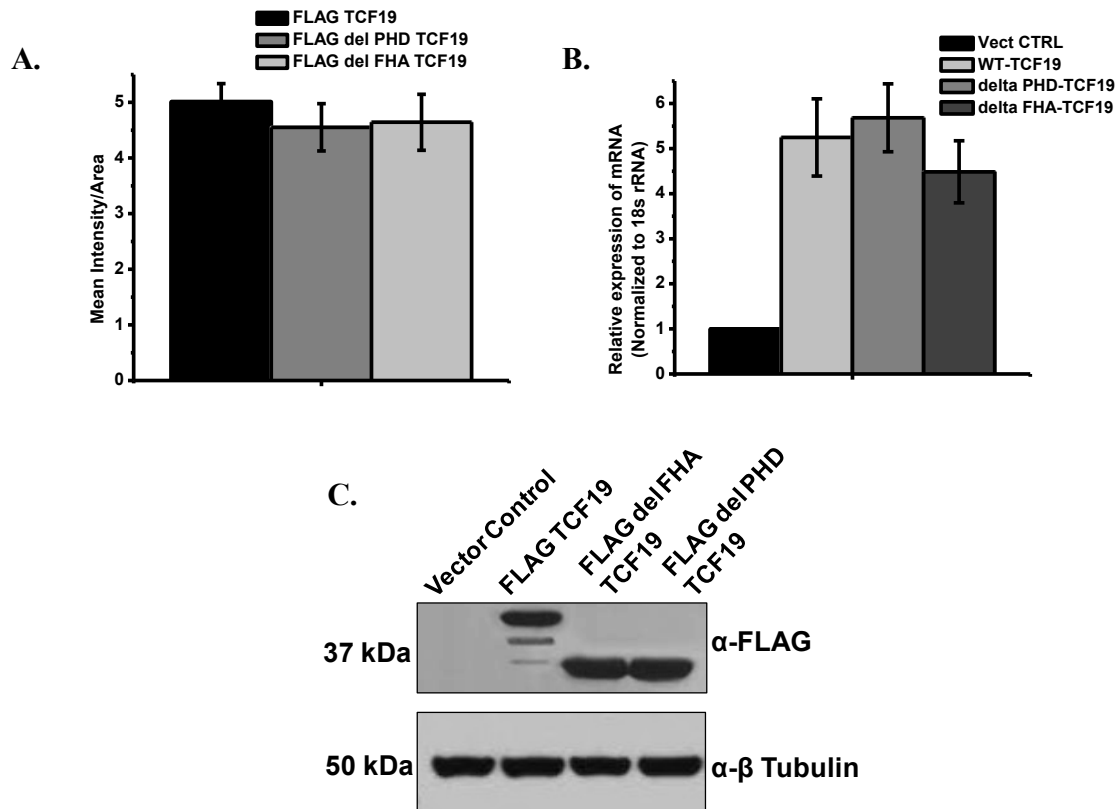 A.
FLAG TCF19
FLAG del PHD TCF19
FLAG del FHA TCF19
Mean Intensity/Area
5
4
3
2
1
0
B.
Vect CTRL
WT-TCF19
delta PHD-TCF19
delta FHA-TCF19
Relative expression of mRNA
(Normalized to 18s rRNA)
6
5
4
3
2
1
0
C.
Vector Control
FLAG TCF19
FLAG del FHA
TCF19
FLAG del PHD
TCF19
37 kDa
α-FLAG
50 kDa
α-β Tubulin